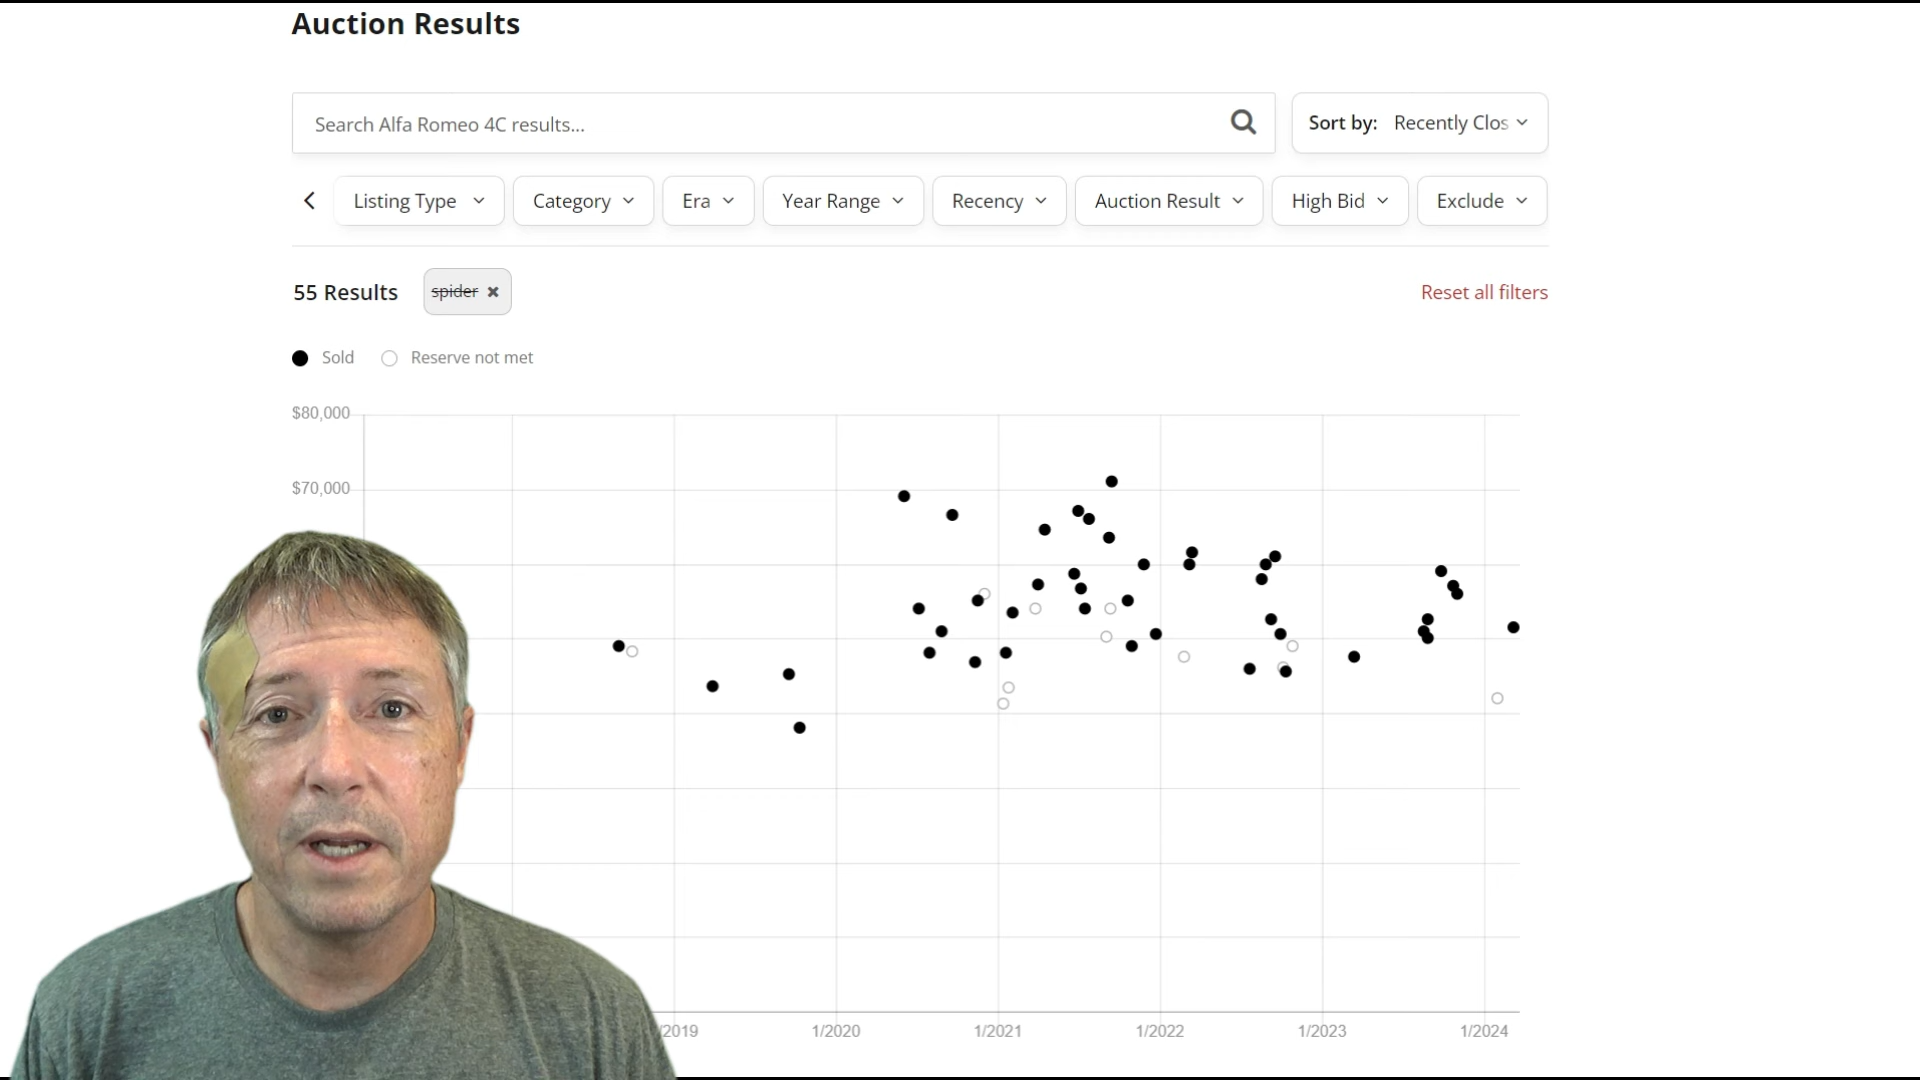 Auction Results
Search Alfa Romeo 4C results...
Sort by: Recently Clos
Listing Type
Category
Era
Year Range
Recency
Auction Result
High Bid
Exclude
55 Results
spider
Reset all filters
Sold
Reserve not met
$80,000
$70,000
/2019
1/2020
1/2021
1/2022
1/2023
1/2024